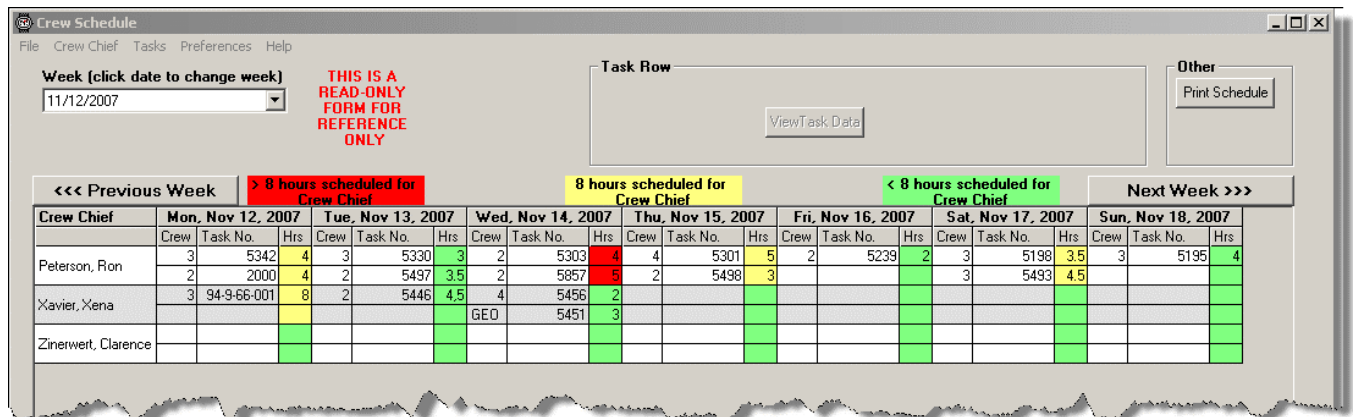 Crew Schedule
File Crew Chief Tasks Preferences Help
Week (click date to change week)
11/12/2007
THIS IS A
READ-ONLY
FORM FOR
REFERENCE
ONLY
Task Row
ViewTask Data
Other
Print Schedule
<<< Previous Week
> 8 hours scheduled for
Crew Chief
8 hours scheduled for
Crew Chief
< 8 hours scheduled for
Crew Chief
Next Week >>>
Crew Chief Mon, Nov 12, 2007 Tue, Nov 13, 2007 Wed, Nov 14, 2007 Thu, Nov 15, 2007 Fri, Nov 16, 2007 Sat, Nov 17, 2007 Sun, Nov 18, 2007
Crew Task No. Hrs Crew Task No. Hrs Crew Task No. Hrs Crew Task No. Hrs Crew Task No. Hrs Crew Task No. Hrs Crew Task No. Hrs
Peterson, Ron
3 5342 4 3 5330 3 2 5303 4 4 5301 5 2 5239 2 3 5198 3.5 3 5195 4
2 2000 4 2 5497 3.5 2 5857 5 2 5498 3 3 5493 4.5
Xavier, Xena
3 94-9-66-001 8 2 5446 4,5 4 5456 2
GEO 5451 3
Zinerwert, Clarence